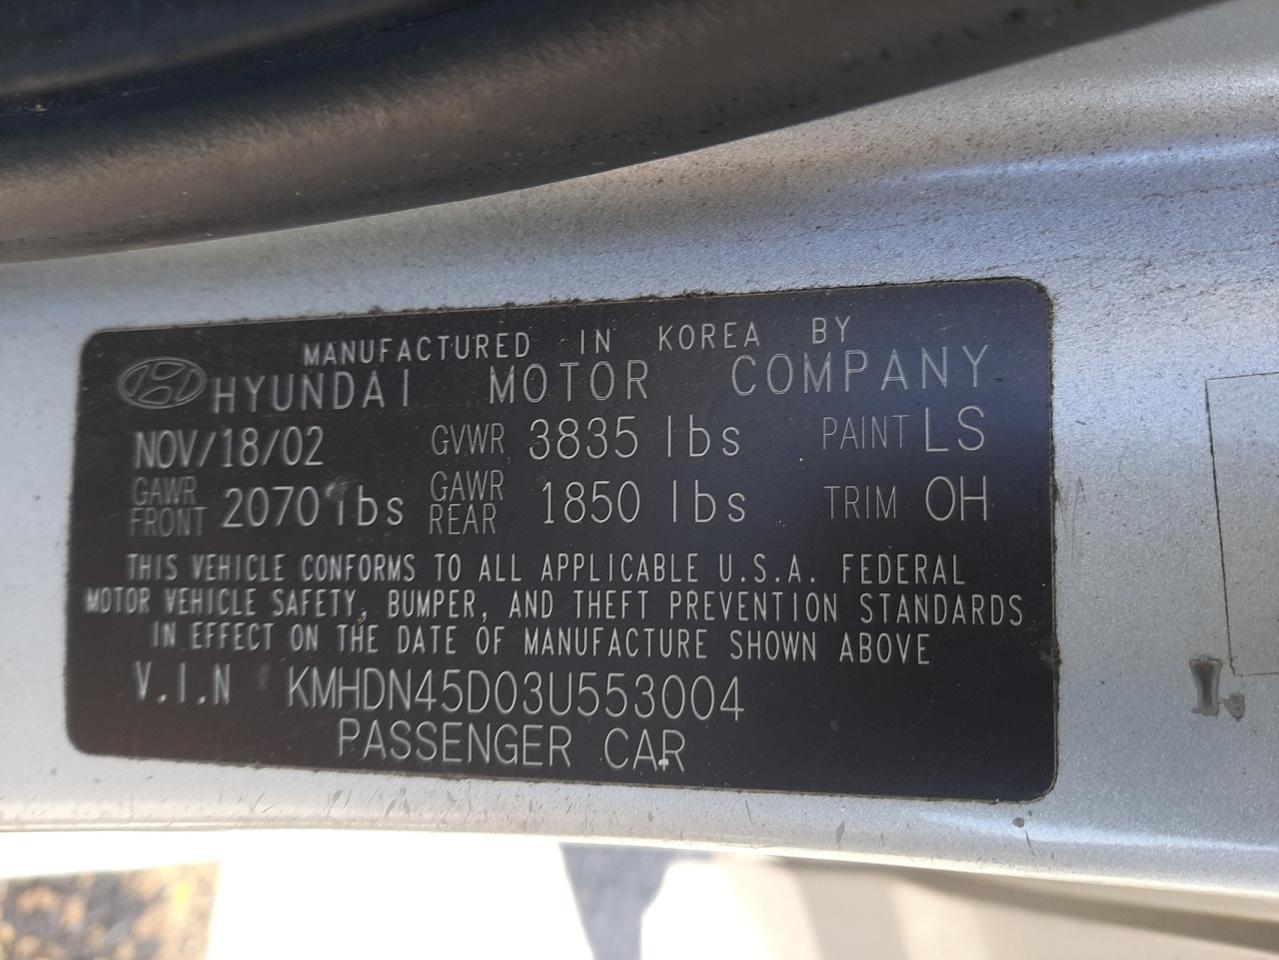 MANUFACTURED IN KOREA BY
HYUNDAI MOTOR COMPANY
NOV/18/02 GVWR 3835 lbs PAINT LS
GAWR FRONT 2070 lbs GAWR REAR 1850 lbs TRIM OH
THIS VEHICLE CONFORMS TO ALL APPLICABLE U.S.A. FEDERAL
MOTOR VEHICLE SAFETY, BUMPER, AND THEFT PREVENTION STANDARDS
IN EFFECT ON THE DATE OF MANUFACTURE SHOWN ABOVE
V.I.N KMHDN45D03U553004
PASSENGER CAR